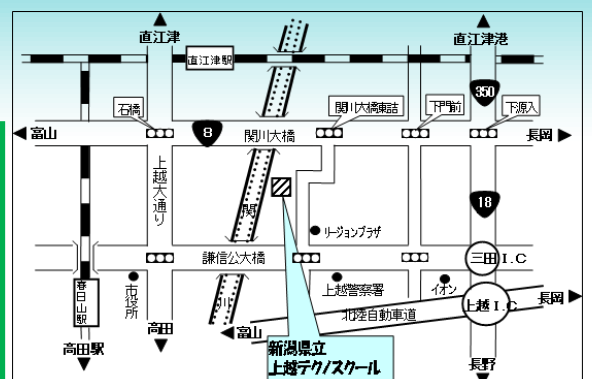 直江津
直江津港
直江津駅
350
石橋
関川大橋東詰
下門前
下源入
富山
8
関川大橋
長岡
上越大通り
関
18
リージョンプラザ
謙信公大橋
三田I.C
春日山駅
市役所
川
上越警察署
イオン
上越I.C
長岡
北陸自動車道
高田
富山
高田駅
新潟県立
上越テクノスクール
長野